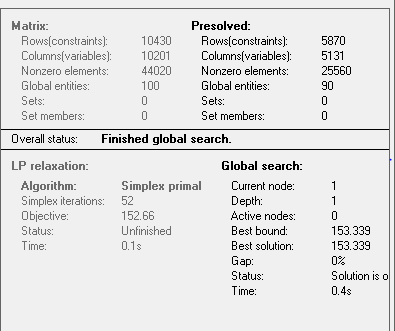 Matrix:
Rows(constraints): 10430
Columns(variables): 10201
Nonzero elements: 44020
Global entities: 100
Sets: 0
Set members: 0
Presolved:
Rows(constraints): 5870
Columns(variables): 5131
Nonzero elements: 25560
Global entities: 90
Sets: 0
Set members: 0
Overall status: Finished global search.
LP relaxation:
Algorithm: Simplex primal
Simplex iterations: 52
Objective: 152.66
Status: Unfinished
Time: 0.1s
Global search:
Current node: 1
Depth: 1
Active nodes: 0
Best bound: 153.339
Best solution: 153.339
Gap: 0%
Status: Solution is o
Time: 0.4s